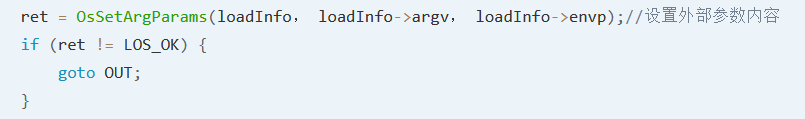 ret = OsSetArgParams(loadInfo， loadInfo->argv， loadInfo->envp);//设置外部参数内容
if (ret != LOS_OK) {
    goto OUT;
}